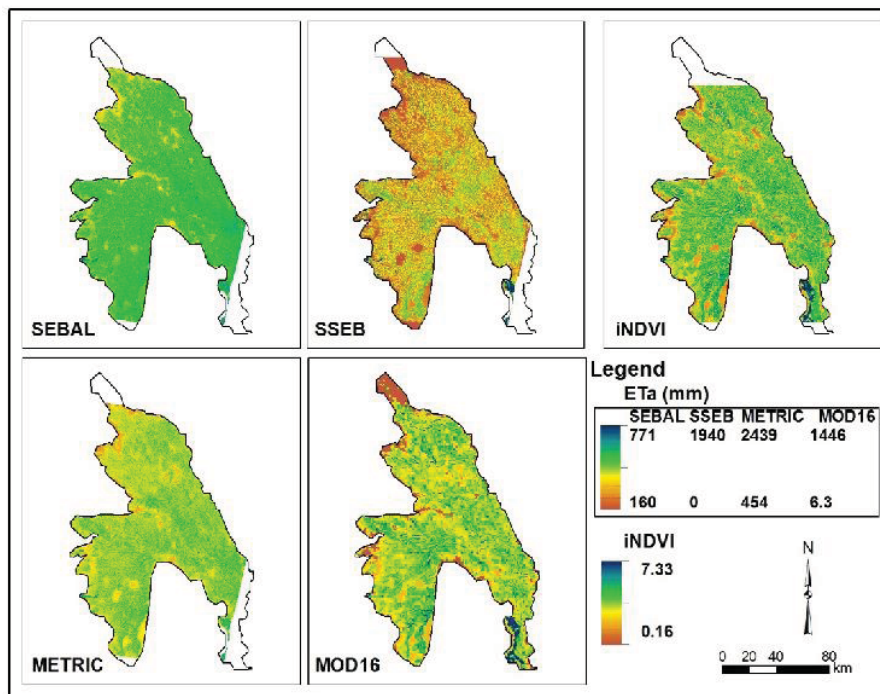 SEBAL
SSEB
iNDVI
METRIC
MOD16
Legend
ETa (mm)
SEBAL SSEB METRIC MOD16
771 1940 2439 1446
160 0 454 6.3
iNDVI
7.33
0.16
N
0 20 40 80
km